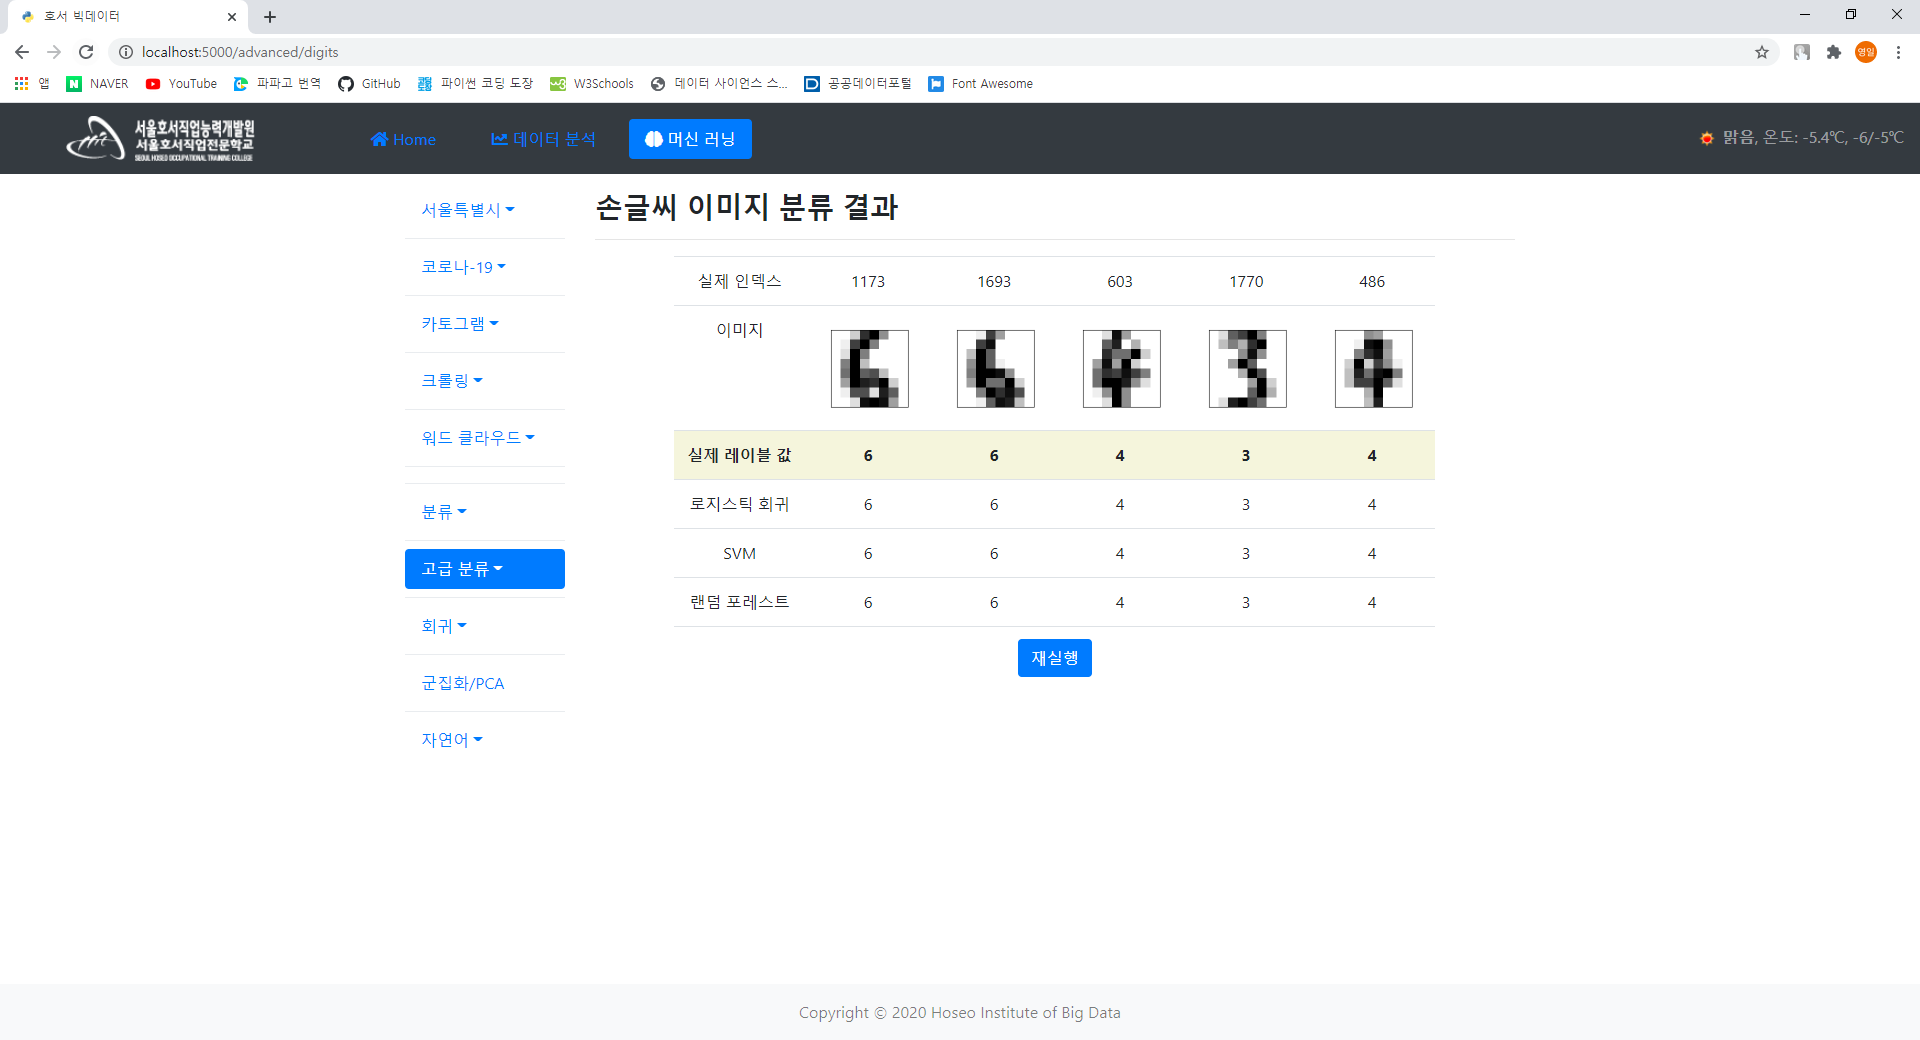 호서 빅데이터
localhost:5000/advanced/digits
영일
앱 NAVER YouTube 파파고 번역 GitHub 파이썬 코딩 도장 W3Schools 데이터 사이언스 스... 공공데이터포털 Font Awesome
서울호서직업능력개발원
서울호서직업전문학교
SEOUL HOSEO OCCUPATIONAL TRAINING COLLEGE
Home 데이터 분석 머신 러닝 맑음, 온도: -5.4℃, -6/-5℃
서울특별시
코로나-19
카토그램
크롤링
워드 클라우드
분류
고급 분류
회귀
군집화/PCA
자연어
손글씨 이미지 분류 결과
실제 인덱스 1173 1693 603 1770 486
이미지 6 6 4 3 4
실제 레이블 값 6 6 4 3 4
로지스틱 회귀 6 6 4 3 4
SVM 6 6 4 3 4
랜덤 포레스트 6 6 4 3 4
재실행
Copyright © 2020 Hoseo Institute of Big Data